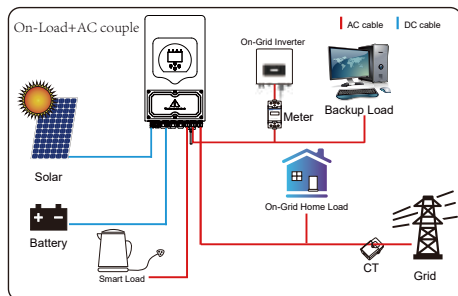 On-Load+AC couple
AC cable
DC cable
On-Grid Inverter
Meter
Backup Load
Solar
On-Grid Home Load
Battery
Smart Load
CT
Grid